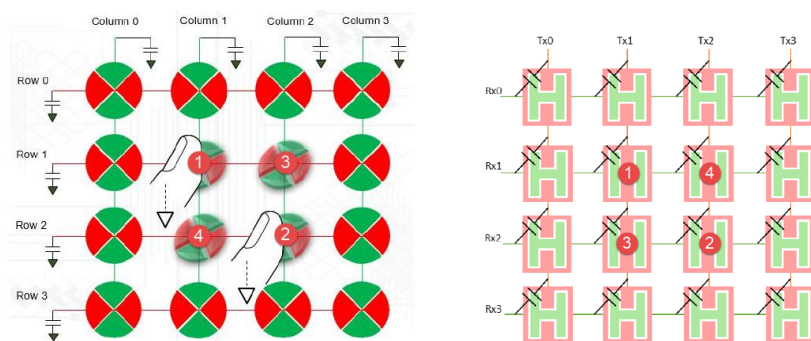 Column 0 Column 1 Column 2 Column 3
Row 0
Row 1
1 3
Row 2
4 2
Row 3
Tx0 Tx1 Tx2 Tx3
Rx0
Rx1
1 4
Rx2
3 2
Rx3